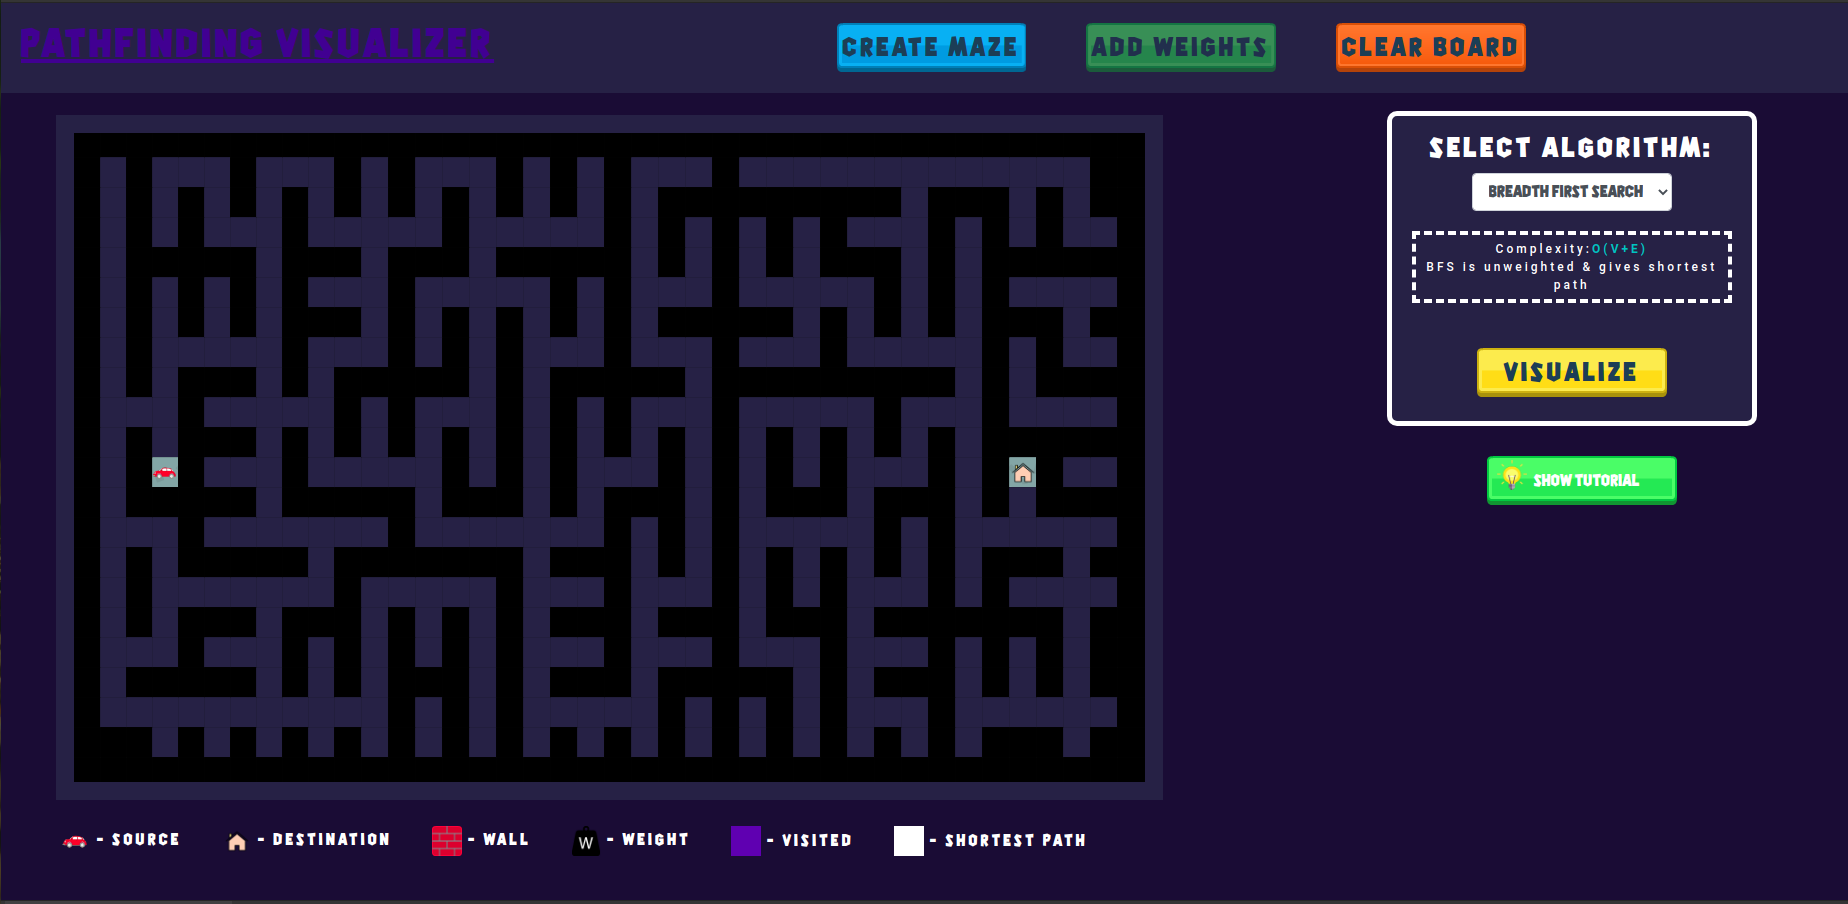 PATHFINDING VISUALIZER
CREATE MAZE
ADD WEIGHTS
CLEAR BOARD
SELECT ALGORITHM:
BREADTH FIRST SEARCH
Complexity:O(V+E)
BFS is unweighted & gives shortest
path
VISUALIZE
SHOW TUTORIAL
- SOURCE
- DESTINATION
- WALL
W - WEIGHT
- VISITED
- SHORTEST PATH